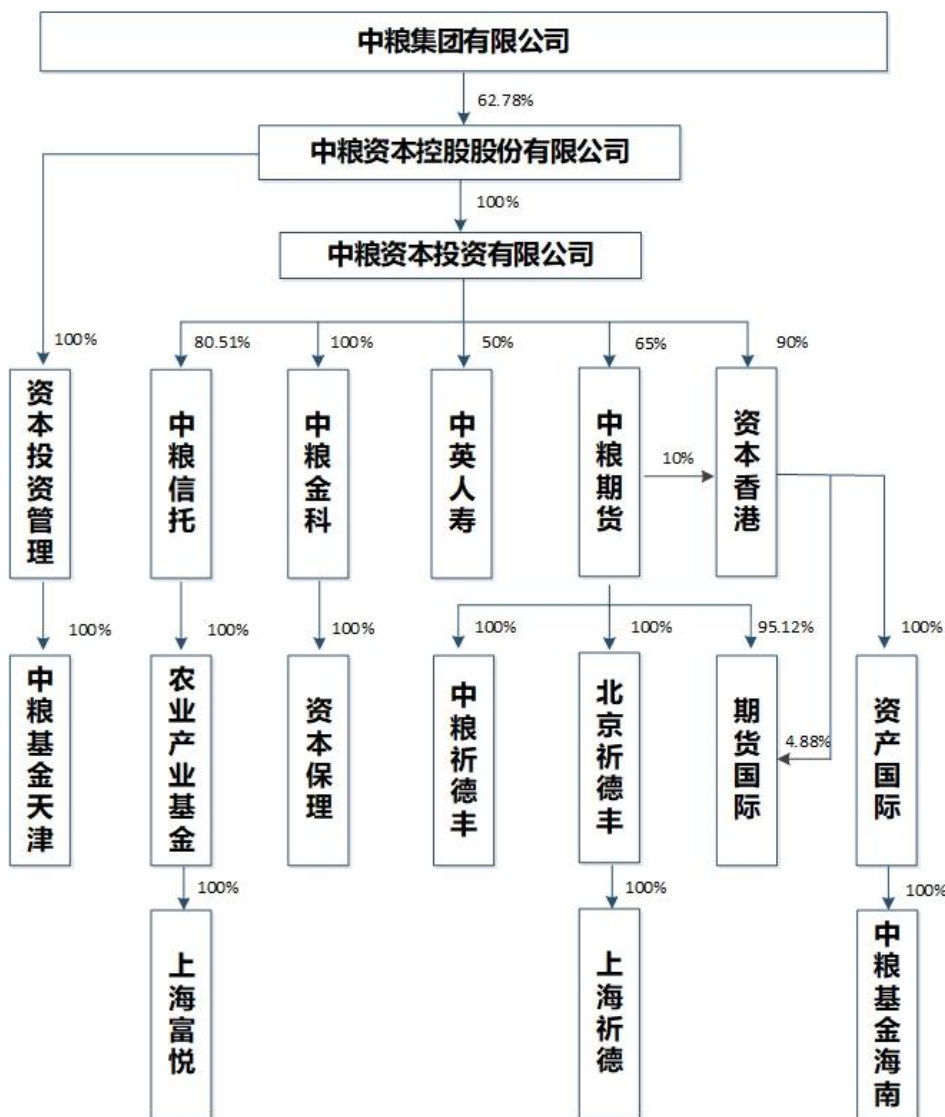 中粮集团有限公司
62.78%
中粮资本控股股份有限公司
100%
中粮资本投资有限公司
100%
80.51%
100%
50%
65%
90%
资本投资管理
中粮信托
中粮金科
中英人寿
中粮期货
10%
资本香港
100%
100%
100%
100%
100%
95.12%
100%
中粮基金天津
农业产业基金
资本保理
中粮祈德丰
北京祈德丰
期货国际
4.88%
资产国际
100%
100%
100%
上海富悦
上海祈德
中粮基金海南